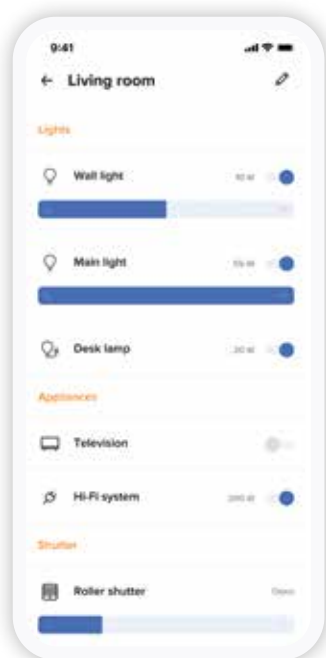 9:41
Living room
Lights
Wall light
Main light
Desk lamp
Appliances
Television
Hi-Fi system
Shutter
Roller shutter